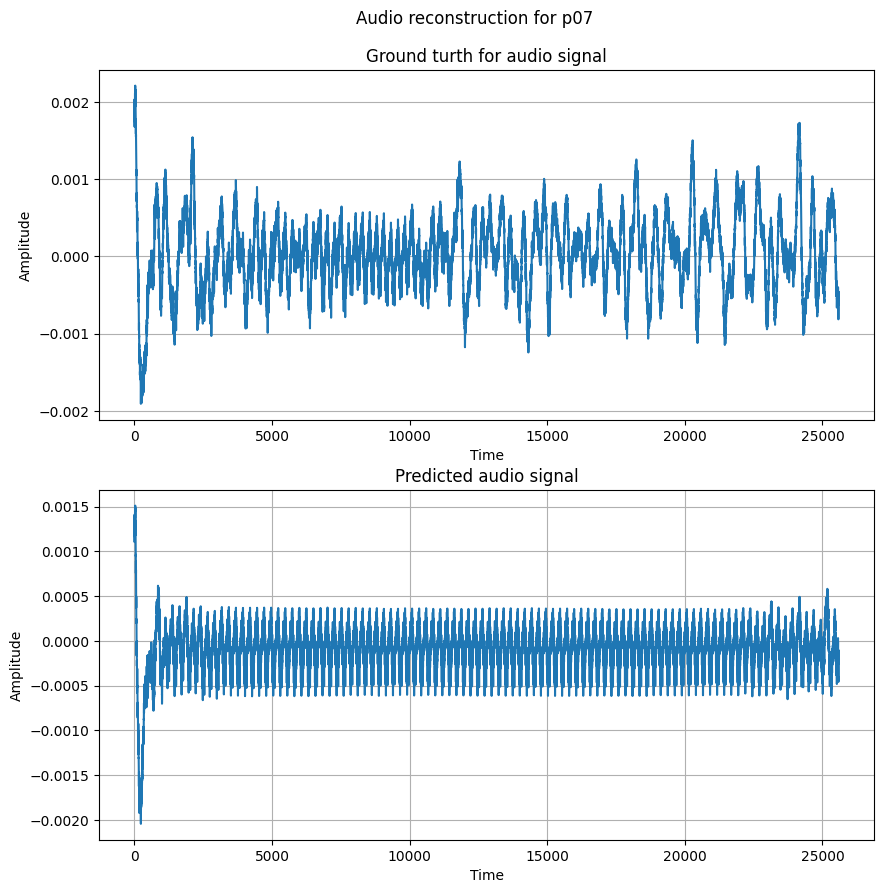 Audio reconstruction for p07
Ground turth for audio signal
0.002
0.001
0.000
−0.001
−0.002
Amplitude
0 5000 10000 15000 20000 25000
Time
Predicted audio signal
0.0015
0.0010
0.0005
0.0000
−0.0005
−0.0010
−0.0015
−0.0020
Amplitude
0 5000 10000 15000 20000 25000
Time